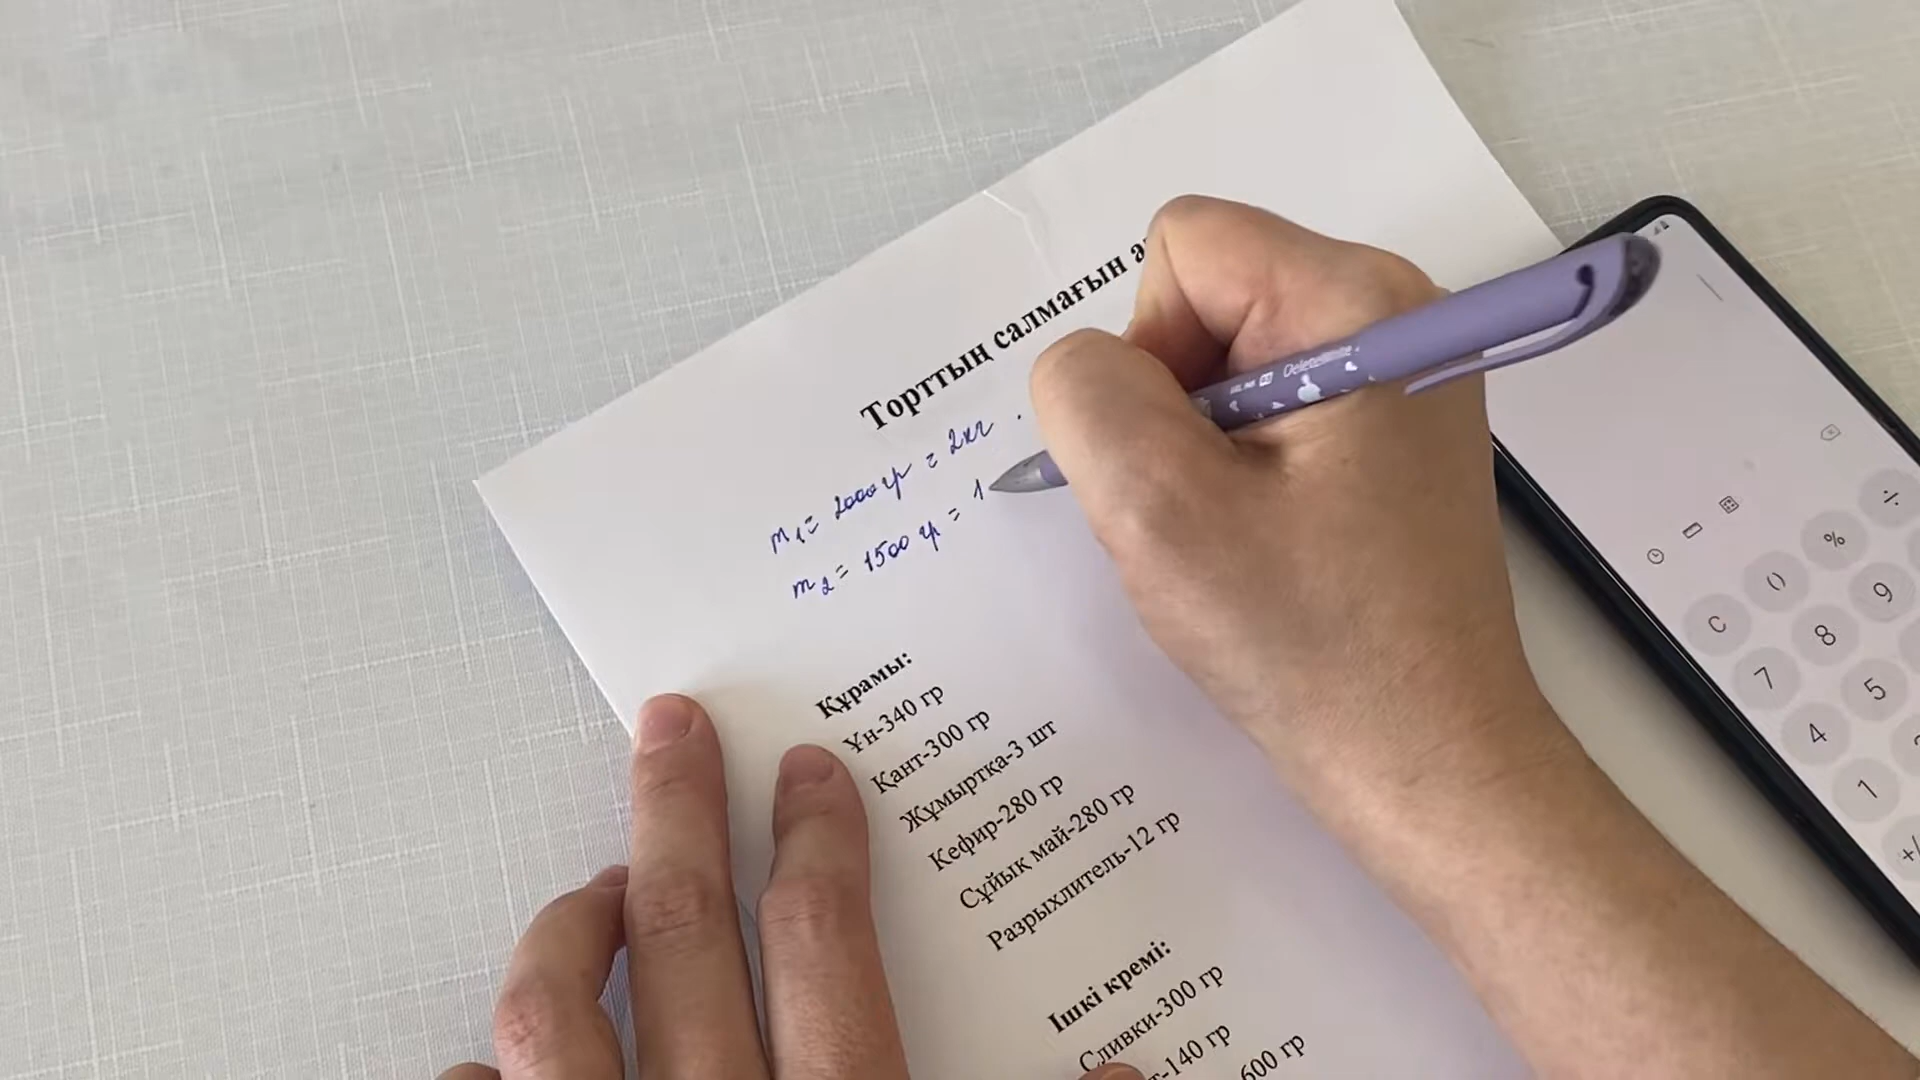 Торттың салмағын
m₁ = 2000 гр = 2кг
m₂ = 1500 гр = 1
Құрамы:
Ұн-340 гр
Қант-300 гр
Жұмыртқа-3 шт
Кефир-280 гр
Сұйық май-280 гр
Разрыхлитель-12 гр
Ішкі кремі:
Сливки-300 гр
-140 гр
-600 гр
÷
%
()
C
9
8
7
5
4
1